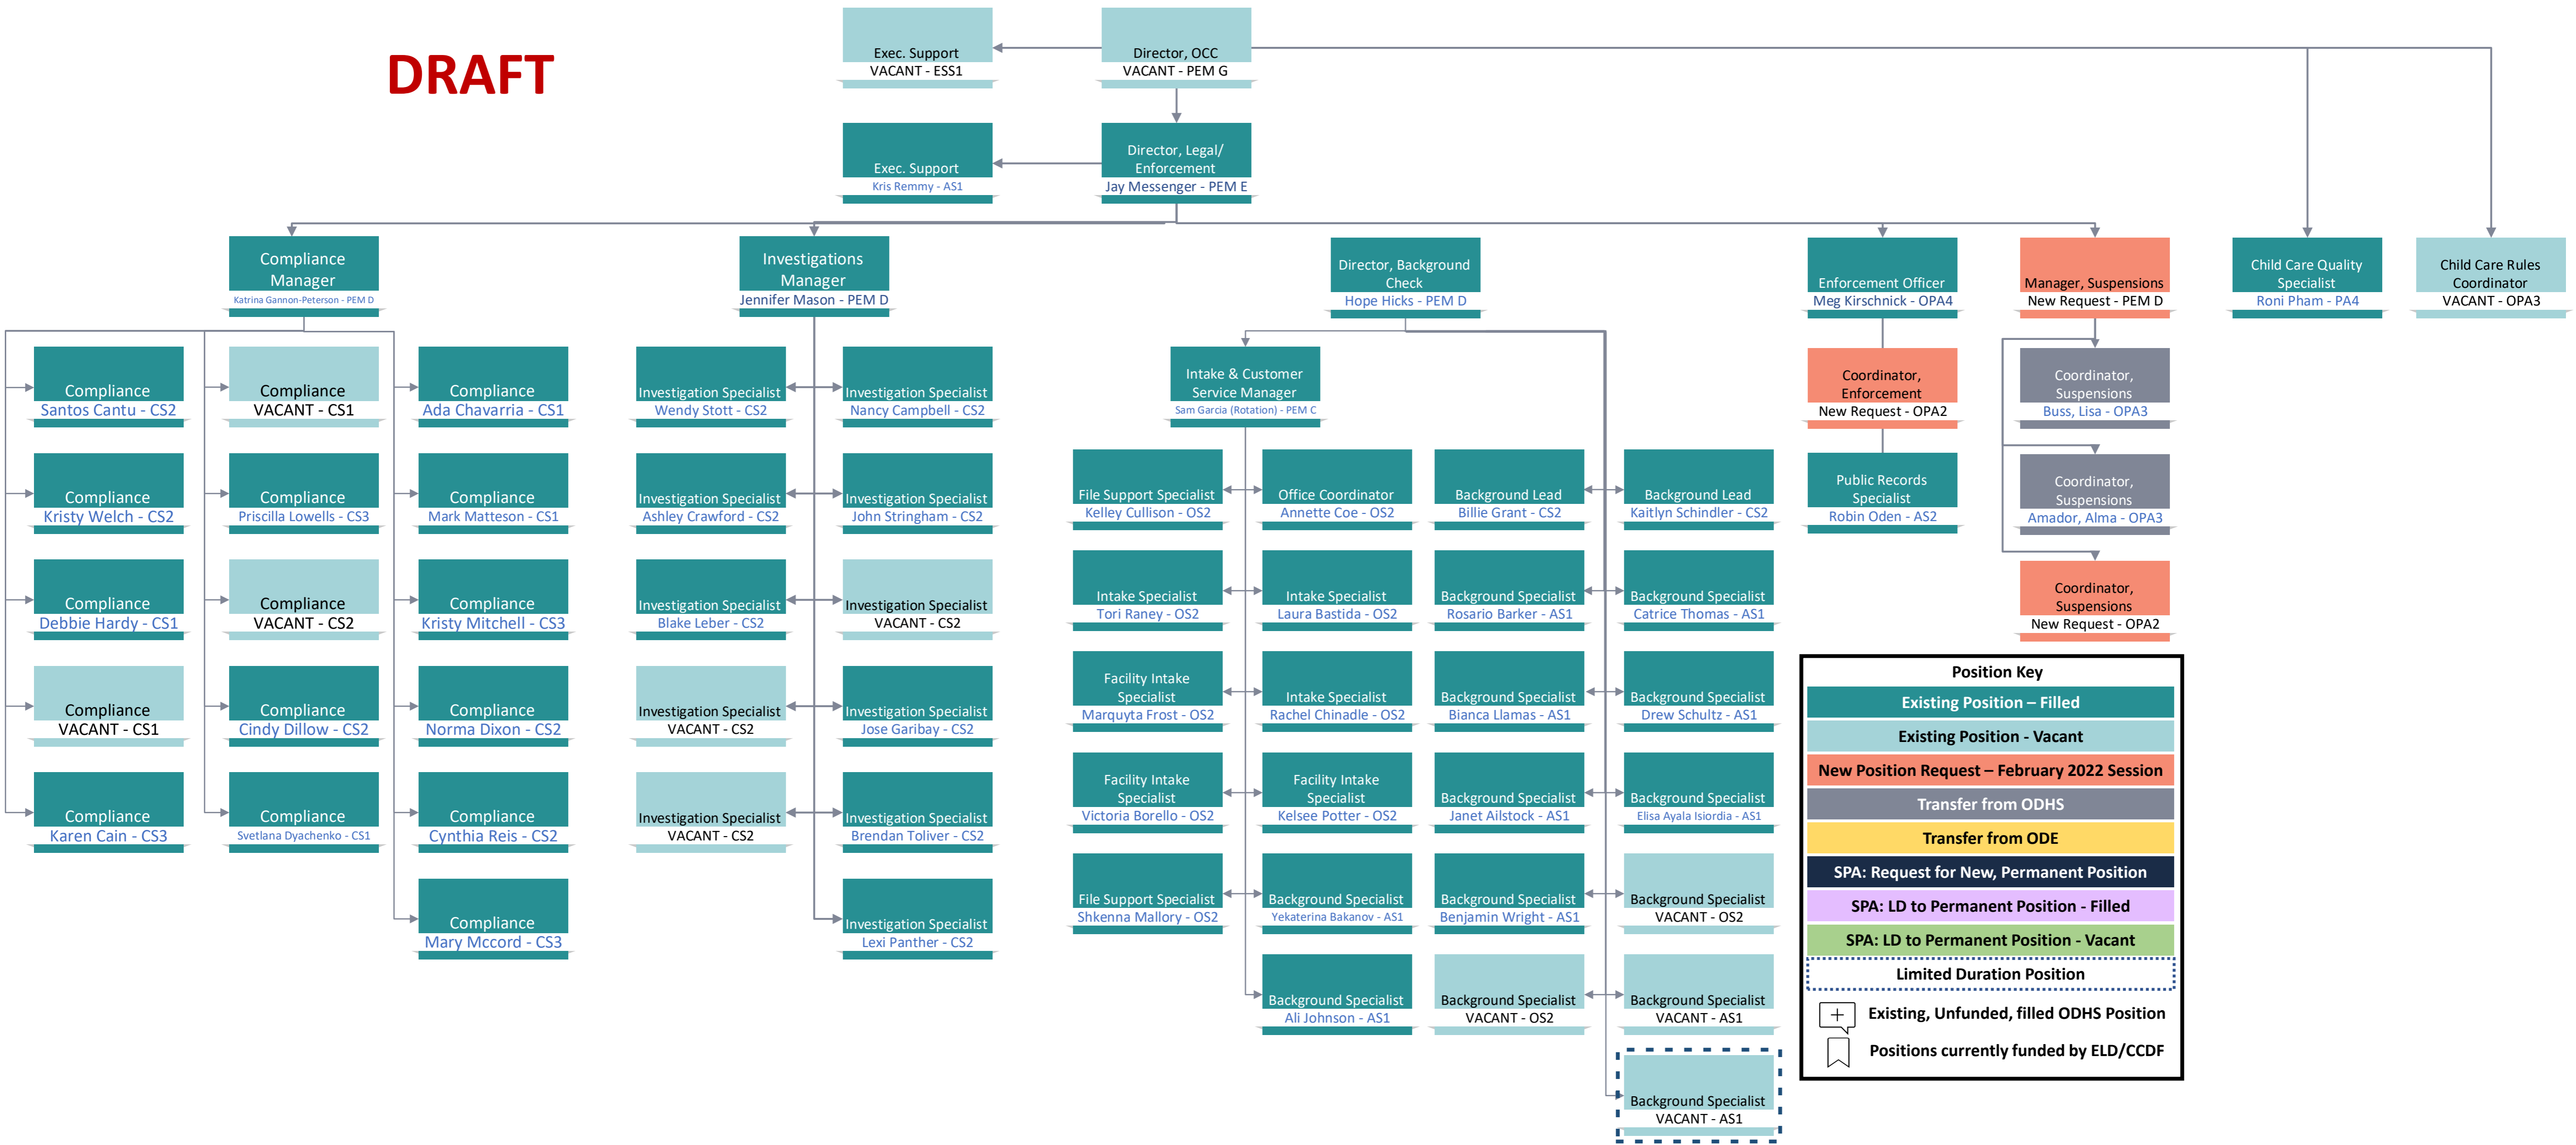 DRAFT
Exec. Support
VACANT - ESS1
Director, OCC
VACANT - PEM G
Exec. Support
Kris Remmy - AS1
Director, Legal/
Enforcement
Jay Messenger - PEM E
Compliance
Manager
Katrina Gannon-Peterson - PEM D
Investigations
Manager
Jennifer Mason - PEM D
Director, Background
Check
Hope Hicks - PEM D
Enforcement Officer
Meg Kirschnick - OPA4
Manager, Suspensions
New Request - PEM D
Child Care Quality
Specialist
Roni Pham - PA4
Child Care Rules
Coordinator
VACANT - OPA3
Compliance
Santos Cantu - CS2
Compliance
VACANT - CS1
Compliance
Ada Chavarria - CS1
Compliance
Kristy Welch - CS2
Compliance
Priscilla Lowells - CS3
Compliance
Mark Matteson - CS1
Compliance
Debbie Hardy - CS1
Compliance
VACANT - CS2
Compliance
Kristy Mitchell - CS3
Compliance
VACANT - CS1
Compliance
Cindy Dillow - CS2
Compliance
Norma Dixon - CS2
Compliance
Karen Cain - CS3
Compliance
Svetlana Dyachenko - CS1
Compliance
Cynthia Reis - CS2
Compliance
Mary Mccord - CS3
Investigation Specialist
Wendy Stott - CS2
Investigation Specialist
Nancy Campbell - CS2
Investigation Specialist
Ashley Crawford - CS2
Investigation Specialist
John Stringham - CS2
Investigation Specialist
Blake Leber - CS2
Investigation Specialist
VACANT - CS2
Investigation Specialist
VACANT - CS2
Investigation Specialist
Jose Garibay - CS2
Investigation Specialist
VACANT - CS2
Investigation Specialist
Brendan Toliver - CS2
Investigation Specialist
Lexi Panther - CS2
Intake & Customer
Service Manager
Sam Garcia (Rotation) - PEM C
File Support Specialist
Kelley Cullison - OS2
Office Coordinator
Annette Coe - OS2
Background Lead
Billie Grant - CS2
Background Lead
Kaitlyn Schindler - CS2
Intake Specialist
Tori Raney - OS2
Intake Specialist
Laura Bastida - OS2
Background Specialist
Rosario Barker - AS1
Background Specialist
Catrice Thomas - AS1
Facility Intake
Specialist
Marquyta Frost - OS2
Intake Specialist
Rachel Chinadle - OS2
Background Specialist
Bianca Llamas - AS1
Background Specialist
Drew Schultz - AS1
Facility Intake
Specialist
Victoria Borello - OS2
Facility Intake
Specialist
Kelsee Potter - OS2
Background Specialist
Janet Ailstock - AS1
Background Specialist
Elisa Ayala Isiordia - AS1
File Support Specialist
Shkenna Mallory - OS2
Background Specialist
Yekaterina Bakanov - AS1
Background Specialist
Benjamin Wright - AS1
Background Specialist
VACANT - OS2
Background Specialist
Ali Johnson - AS1
Background Specialist
VACANT - OS2
Background Specialist
VACANT - AS1
Background Specialist
VACANT - AS1
Coordinator,
Enforcement
New Request - OPA2
Public Records
Specialist
Robin Oden - AS2
Coordinator,
Suspensions
Buss, Lisa - OPA3
Coordinator,
Suspensions
Amador, Alma - OPA3
Coordinator,
Suspensions
New Request - OPA2
Position Key
Existing Position – Filled
Existing Position - Vacant
New Position Request – February 2022 Session
Transfer from ODHS
Transfer from ODE
SPA: Request for New, Permanent Position
SPA: LD to Permanent Position - Filled
SPA: LD to Permanent Position - Vacant
Limited Duration Position
Existing, Unfunded, filled ODHS Position
Positions currently funded by ELD/CCDF